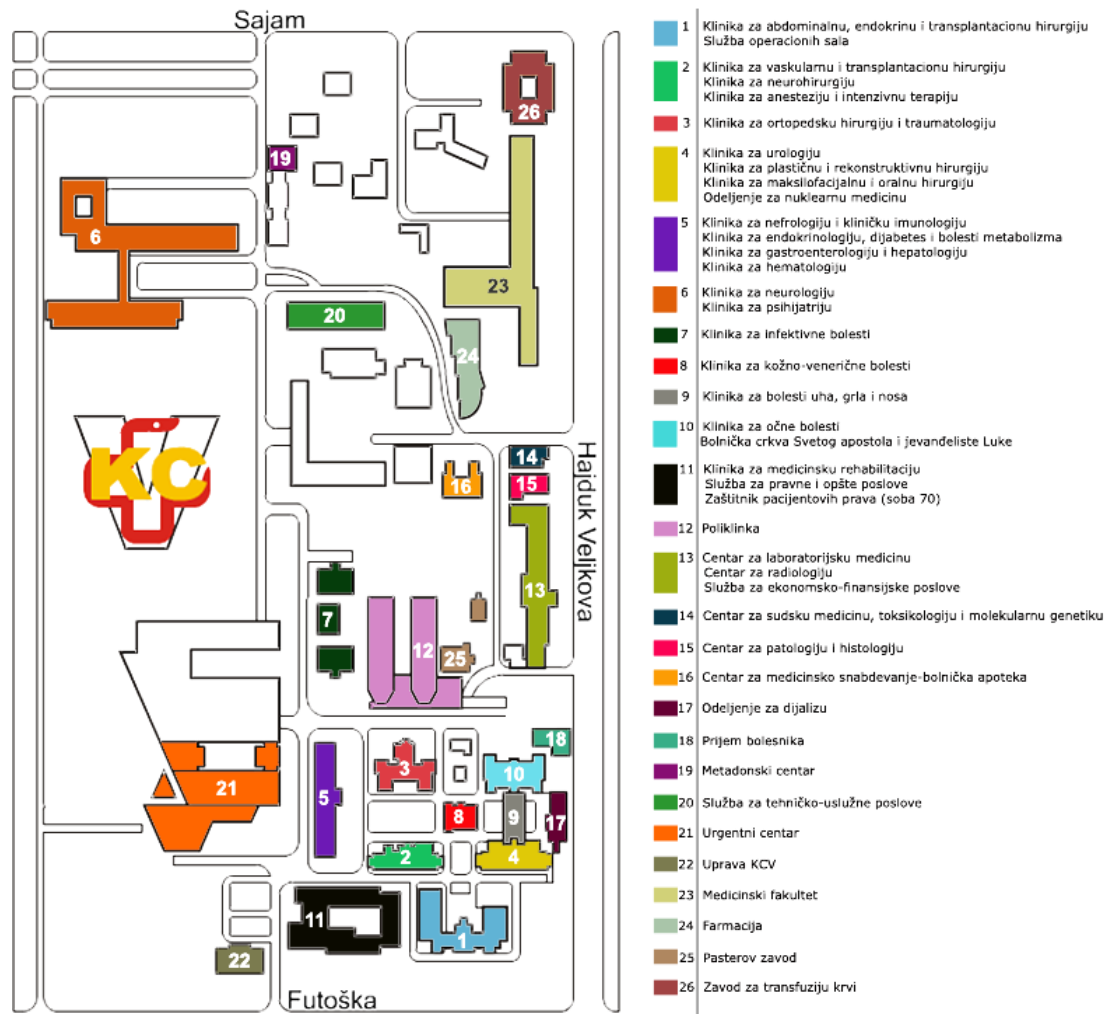 Sajam
26
19
6
23
20
24
KC
Hajduk Veljkova
14
16
15
13
7
12
25
18
3
10
21
5
8
9
17
2
4
11
1
22
Futoška
1 Klinika za abdominalnu, endokrinu i transplantacionu hirurgiju
Služba operacionih sala
2 Klinika za vaskularnu i transplantacionu hirurgiju
Klinika za neurohirurgiju
Klinika za anesteziju i intenzivnu terapiju
3 Klinika za ortopedsku hirurgiju i traumatologiju
4 Klinika za urologiju
Klinika za plastičnu i rekonstruktivnu hirurgiju
Klinika za maksilofacijalnu i oralnu hirurgiju
Odeljenje za nuklearnu medicinu
5 Klinika za nefrologiju i kliničku imunologiju
Klinika za endokrinologiju, dijabetes i bolesti metabolizma
Klinika za gastroenterologiju i hepatologiju
Klinika za hematologiju
6 Klinika za neurologiju
Klinika za psihijatriju
7 Klinika za infektivne bolesti
8 Klinika za kožno-venerične bolesti
9 Klinika za bolesti uha, grla i nosa
10 Klinika za očne bolesti
Bolnička crkva Svetog apostola i jevanđeliste Luke
11 Klinika za medicinsku rehabilitaciju
Služba za pravne i opšte poslove
Zaštitnik pacijentovih prava (soba 70)
12 Poliklinka
13 Centar za laboratorijsku medicinu
Centar za radiologiju
Služba za ekonomsko-finansijske poslove
14 Centar za sudsku medicinu, toksikologiju i molekularnu genetiku
15 Centar za patologiju i histologiju
16 Centar za medicinsko snabdevanje-bolnička apoteka
17 Odeljenje za dijalizu
18 Prijem bolesnika
19 Metadonski centar
20 Služba za tehničko-uslužne poslove
21 Urgentni centar
22 Uprava KCV
23 Medicinski fakultet
24 Farmacija
25 Pasterov zavod
26 Zavod za transfuziju krvi